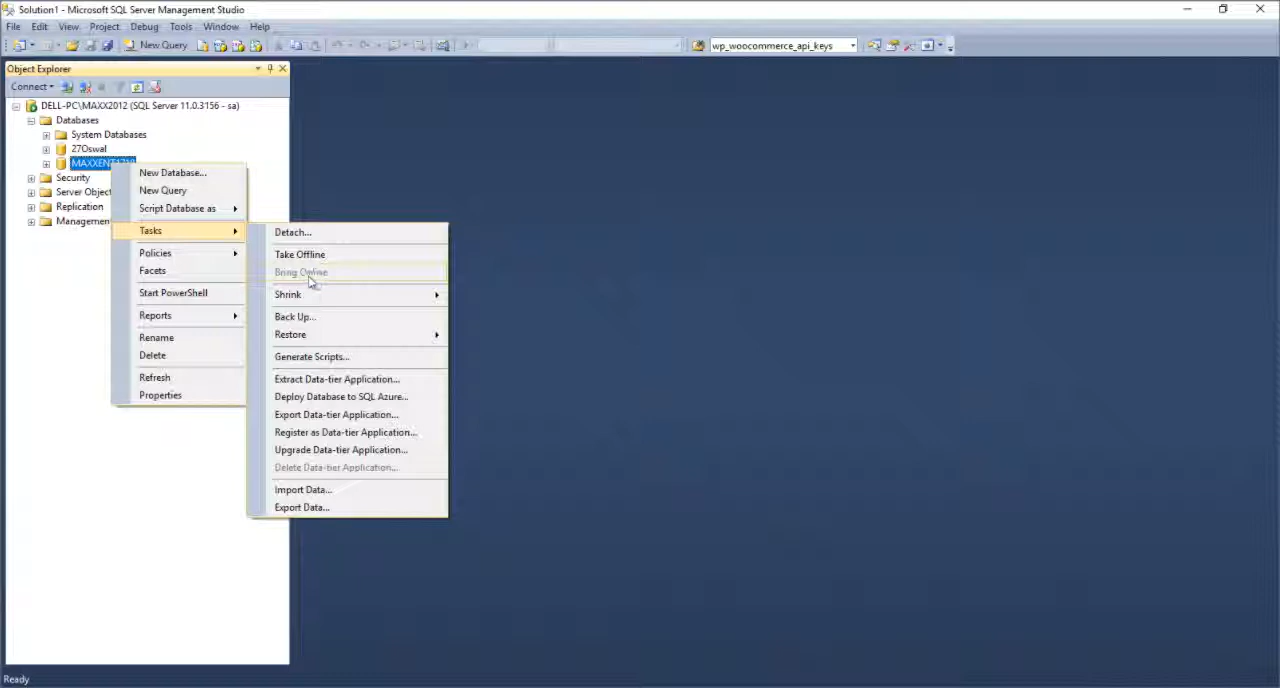 Solution1 - Microsoft SQL Server Management Studio
File Edit View Project Debug Tools Window Help
New Query wp_woocommerce_api_keys
Object Explorer
Connect
DELL-PC\MAXX2012 (SQL Server 11.0.3156 - sa)
Databases
System Databases
27Oswal
Security
Server Object
Replication
Management
New Database...
New Query
Script Database as
Tasks
Policies
Facets
Start PowerShell
Reports
Rename
Delete
Refresh
Properties
Detach...
Take Offline
Bring Online
Shrink
Back Up...
Restore
Generate Scripts...
Extract Data-tier Application...
Deploy Database to SQL Azure...
Export Data-tier Application...
Register as Data-tier Application...
Upgrade Data-tier Application...
Delete Data-tier Application...
Import Data...
Export Data...
Ready